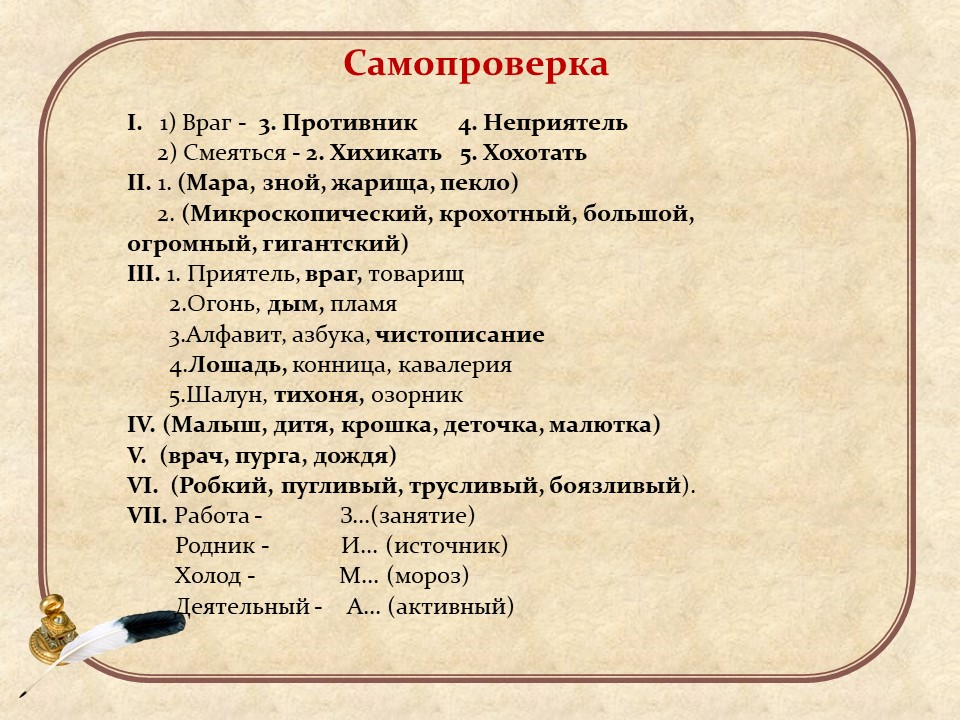 Самопроверка
I. 1) Враг - 3. Противник 4. Неприятель
2) Смеяться - 2. Хихикать 5. Хохотать
II. 1. (Мара, зной, жарища, пекло)
2. (Микроскопический, крохотный, большой,
огромный, гигантский)
III. 1. Приятель, враг, товарищ
2.Огонь, дым, пламя
3.Алфавит, азбука, чистописание
4.Лошадь, конница, кавалерия
5.Шалун, тихоня, озорник
IV. (Малыш, дитя, крошка, деточка, малютка)
V. (врач, пурга, дождя)
VI. (Робкий, пугливый, трусливый, боязливый).
VII. Работа - З...(занятие)
Родник - И... (источник)
Холод - М... (мороз)
Деятельный - А... (активный)